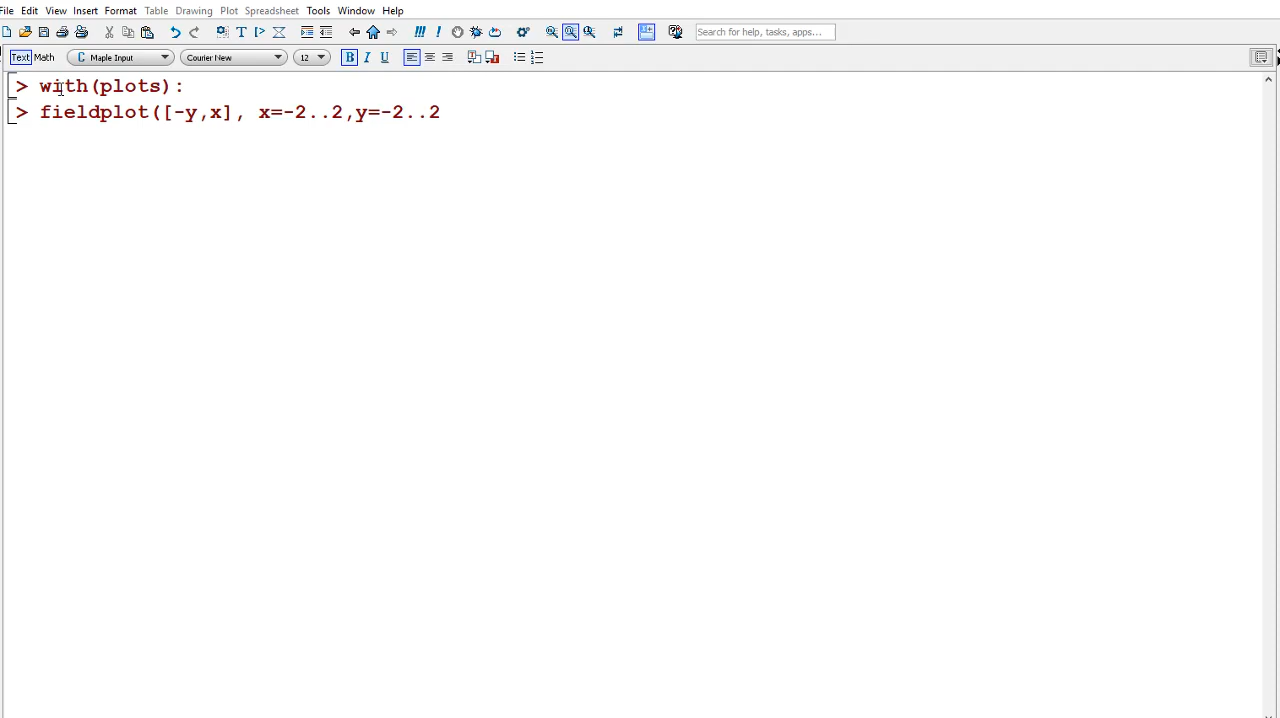 File Edit View Insert Format Table Drawing Plot Spreadsheet Tools Window Help
Search for help, tasks, apps...
Text Math C Maple Input Courier New 12 B I U
> with(plots):
> fieldplot([-y,x], x=-2..2,y=-2..2